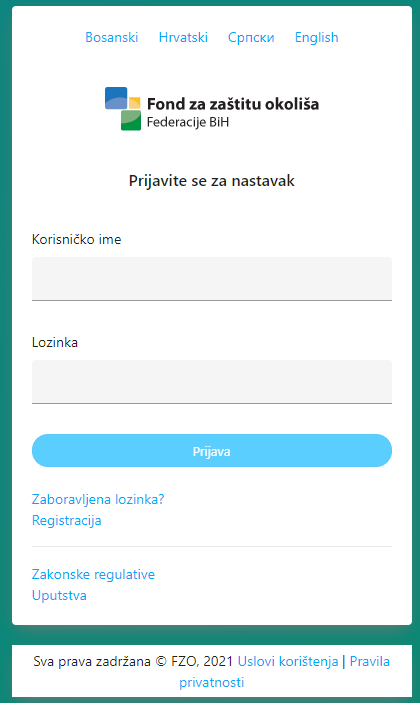 Bosanski Hrvatski Српски English
Fond za zaštitu okoliša
Federacije BiH
Prijavite se za nastavak
Korisničko ime
Lozinka
Prijava
Zaboravljena lozinka?
Registracija
Zakonske regulative
Uputstva
Sva prava zadržana © FZO, 2021 Uslovi korištenja | Pravila
privatnosti